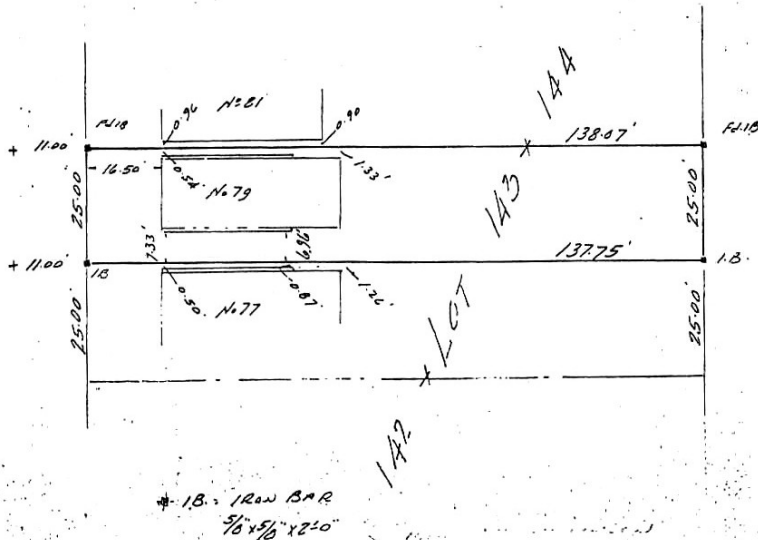 144
No 81
0.96
0.90
Fd.IB
138.07'
Fd.IB
+ 11.00'
16.50'
0.54'
No 79
1.33'
143
25.00'
25.00'
7.33'
6.96'
137.75'
+ 11.00'
IB
I.B.
0.50
No 77
0.87'
1.26'
LOT
25.00'
25.00'
142
I.B. = IRON BAR
5/8" x 5/8" x 2'-0"